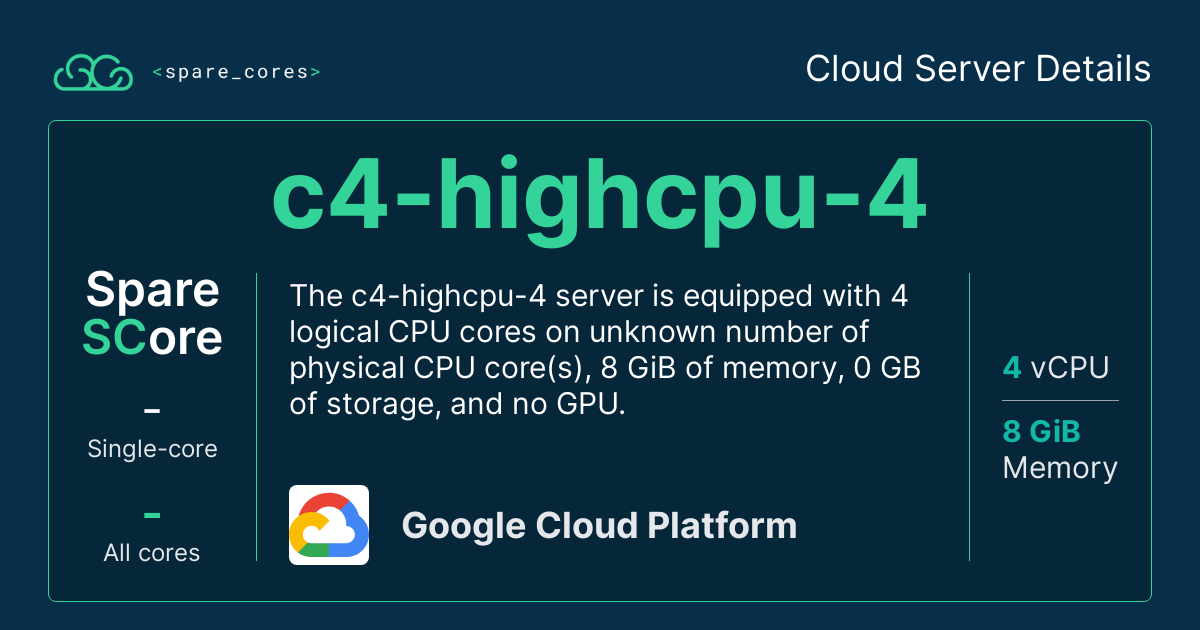 <spare_cores>
Cloud Server Details
c4-highcpu-4
Spare
SCore
–
Single-core
–
All cores
The c4-highcpu-4 server is equipped with 4
logical CPU cores on unknown number of
physical CPU core(s), 8 GiB of memory, 0 GB
of storage, and no GPU.
Google Cloud Platform
4 vCPU
8 GiB
Memory